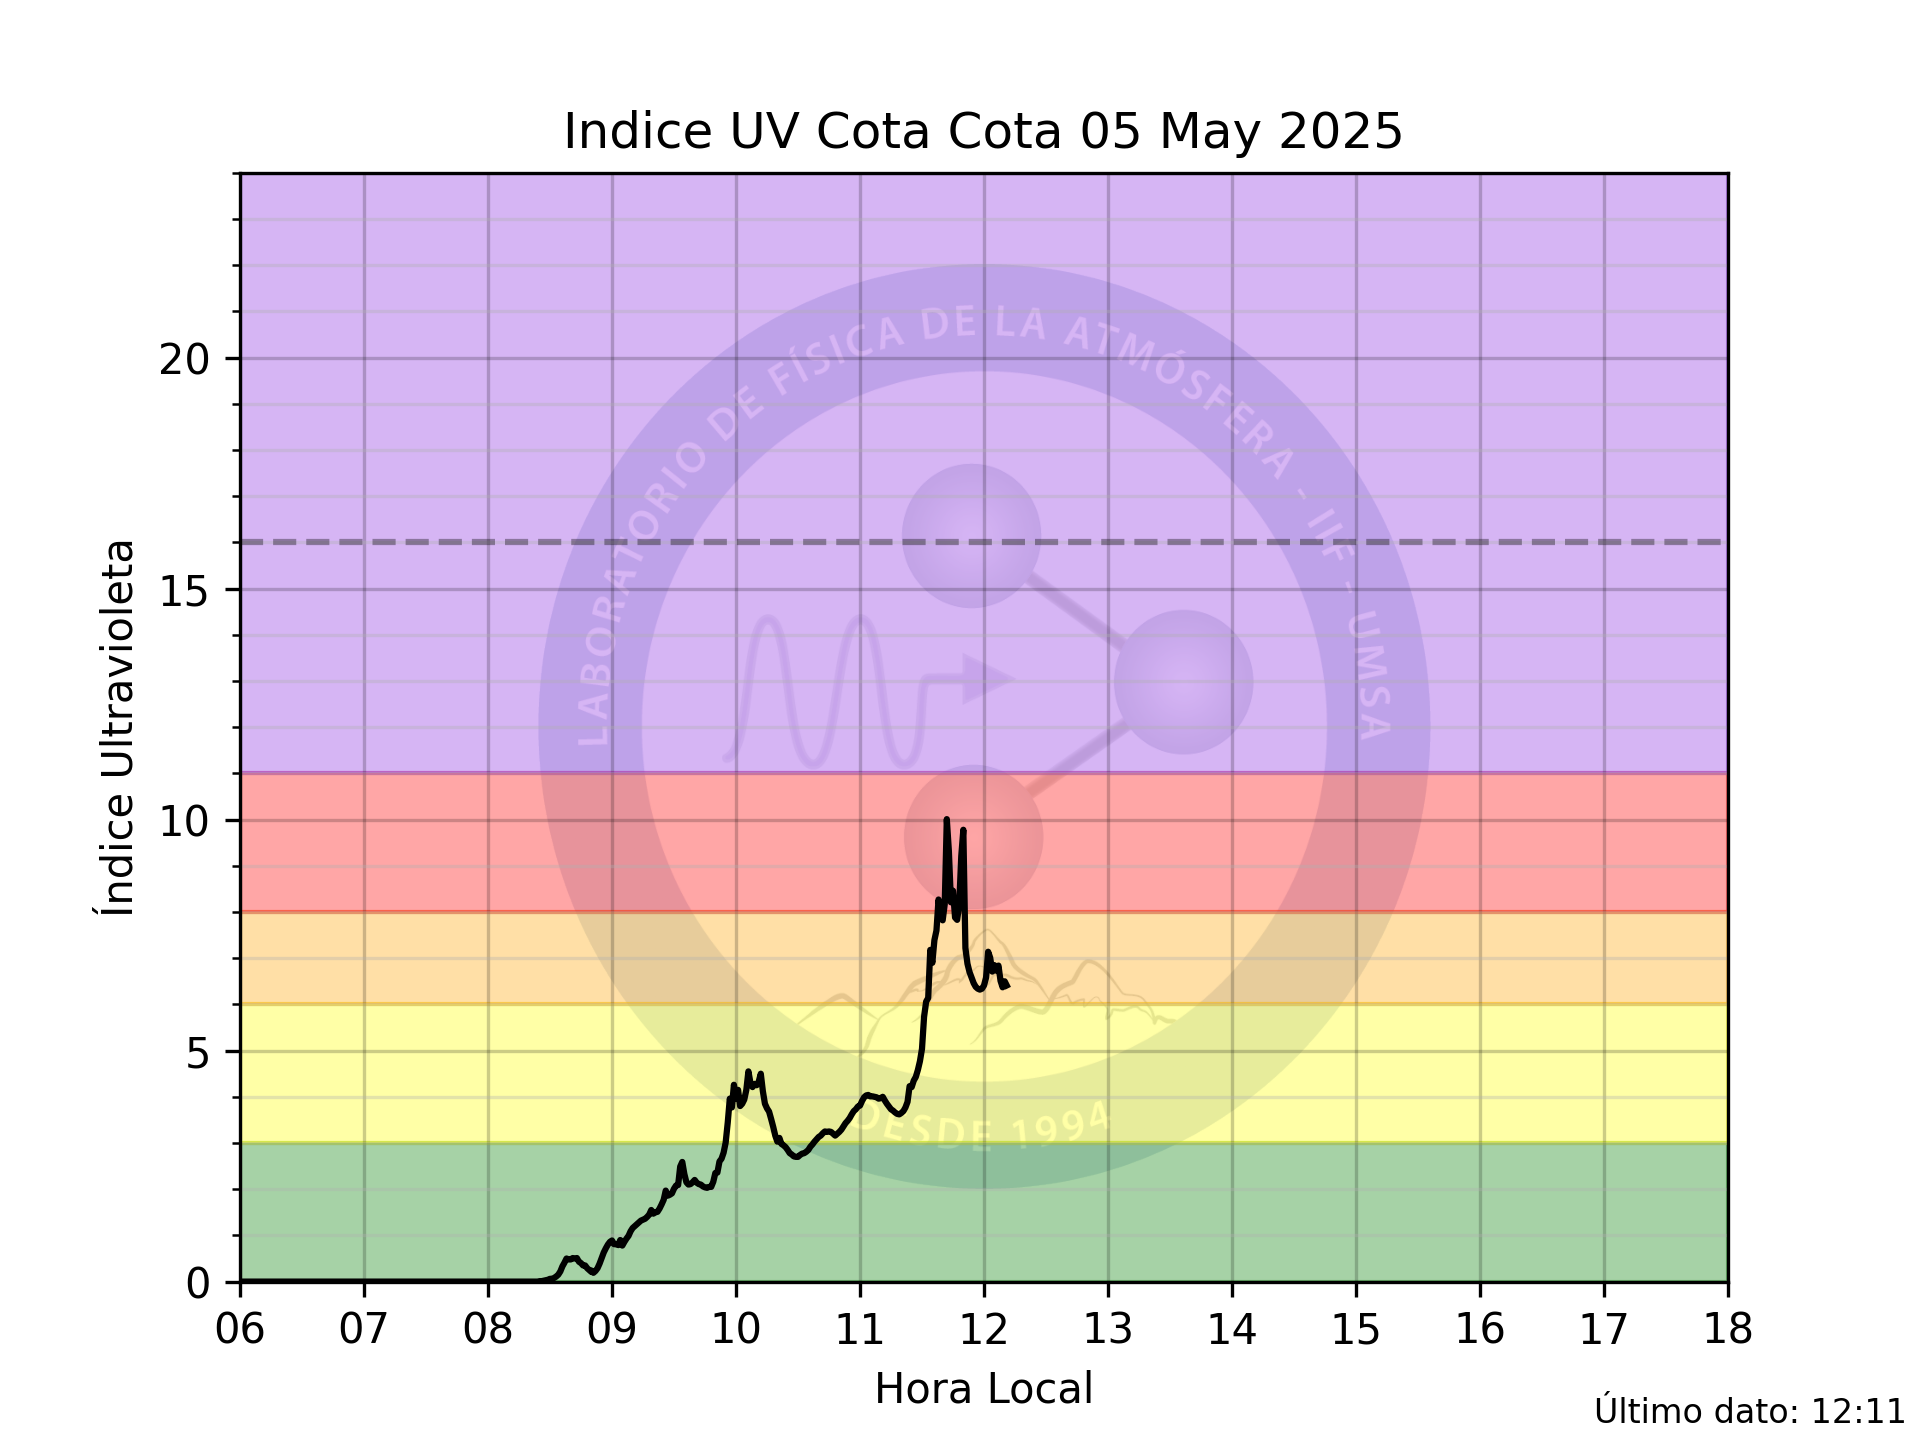 Indice UV Cota Cota 05 May 2025
Índice Ultravioleta
20
15
10
5
0
LABORATORIO DE FÍSICA DE LA ATMÓSFERA - IIF - UMSA
DESDE 1994
06 07 08 09 10 11 12 13 14 15 16 17 18
Hora Local
Último dato: 12:11